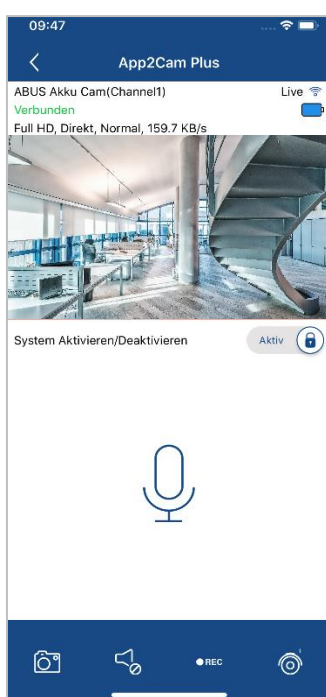 09:47
App2Cam Plus
ABUS Akku Cam(Channel1) Live
Verbunden
Full HD, Direkt, Normal, 159.7 KB/s
System Aktivieren/Deaktivieren Aktiv
REC